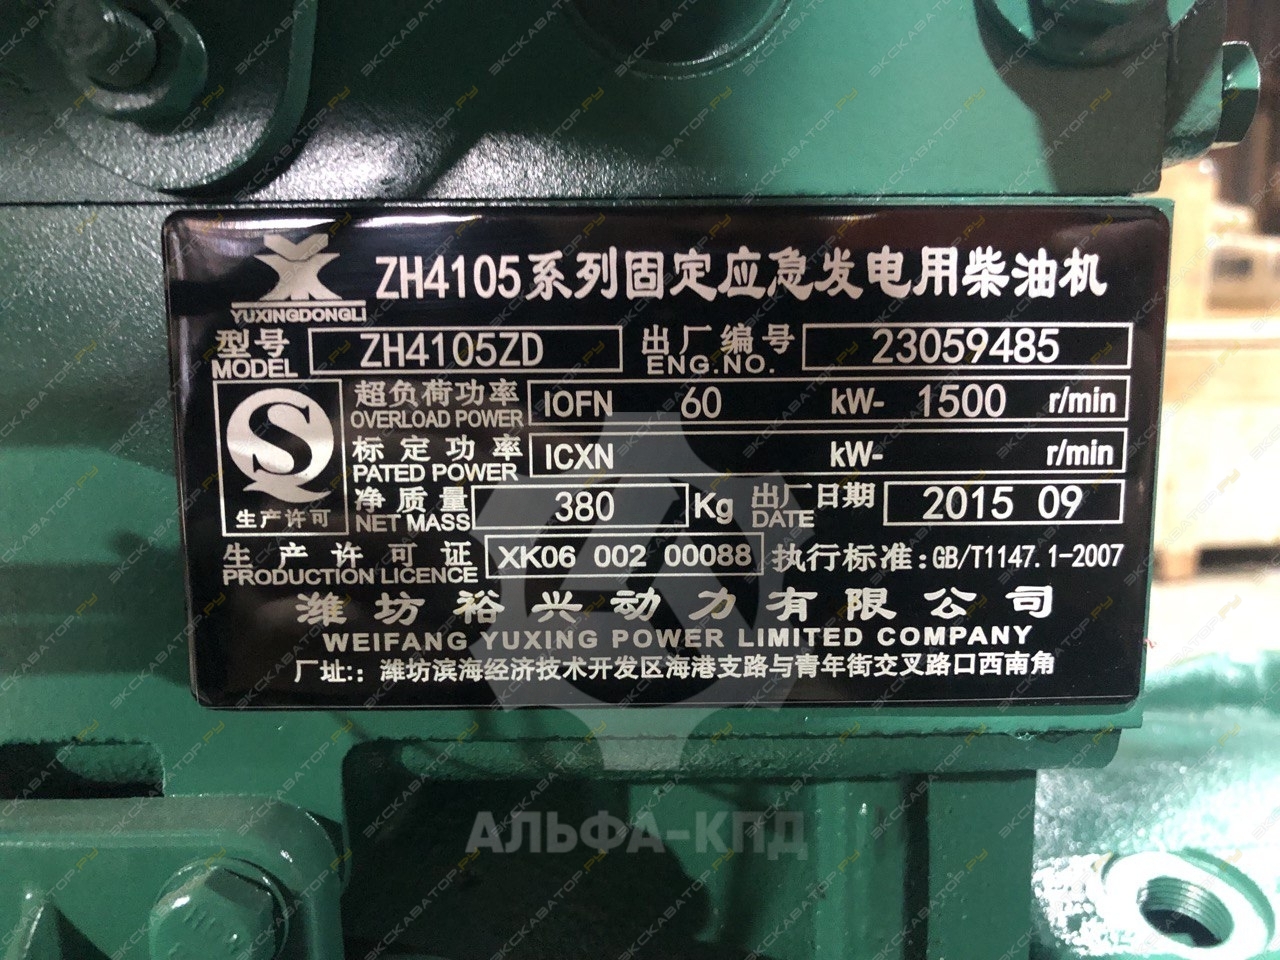 ZH4105系列固定应急发电用柴油机
YUXINGDONGLI
型号 ZH4105ZD 出厂编号 23059485
MODEL ENG.NO.
超负荷功率 IOFN 60 kW- 1500 r/min
OVERLOAD POWER
标定功率 ICXN kW- r/min
PATED POWER
净质量 380 Kg 出厂日期 2015 09
NET MASS DATE
S
生产许可
生产许可证 XK06 002 00088 执行标准:GB/T1147.1-2007
PRODUCTION LICENCE
潍坊裕兴动力有限公司
WEIFANG YUXING POWER LIMITED COMPANY
厂址:: 潍坊滨海经济技术开发区海港支路与青年街交叉路口西南角
АЛЬФА-КПД
ЭКСКАВАТОР.РУ